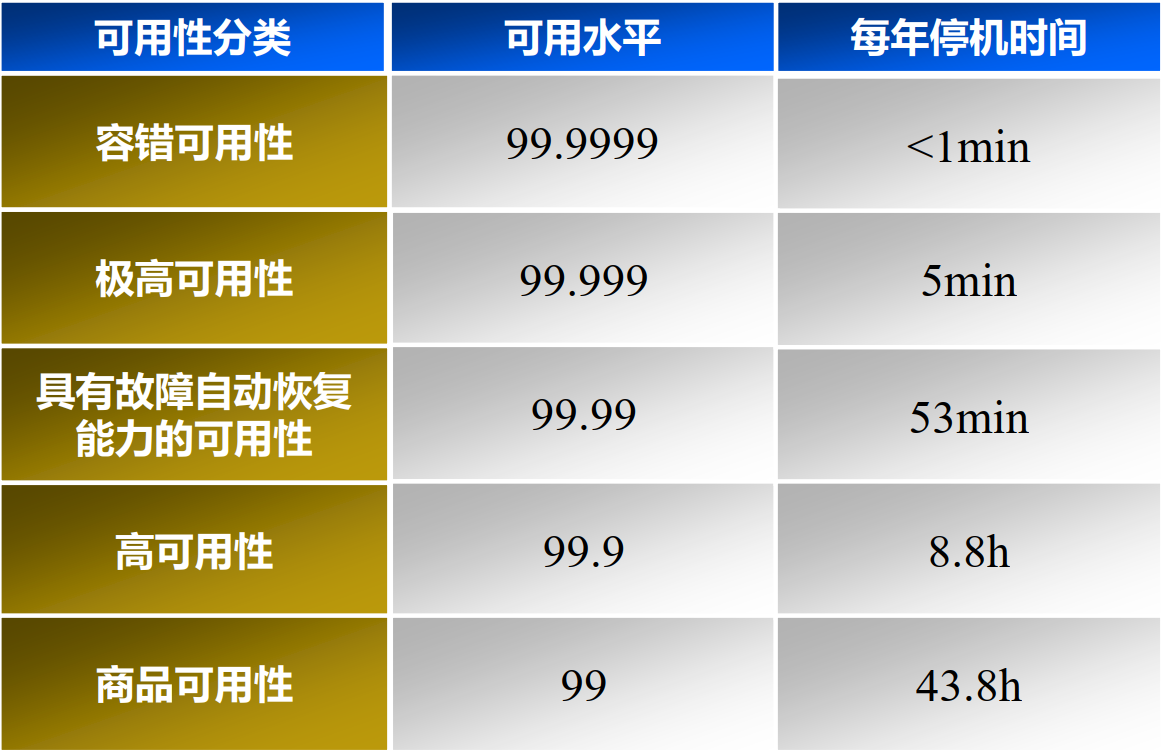 可用性分类 可用水平 每年停机时间
容错可用性 99.9999 <1min
极高可用性 99.999 5min
具有故障自动恢复
能力的可用性 99.99 53min
高可用性 99.9 8.8h
商品可用性 99 43.8h